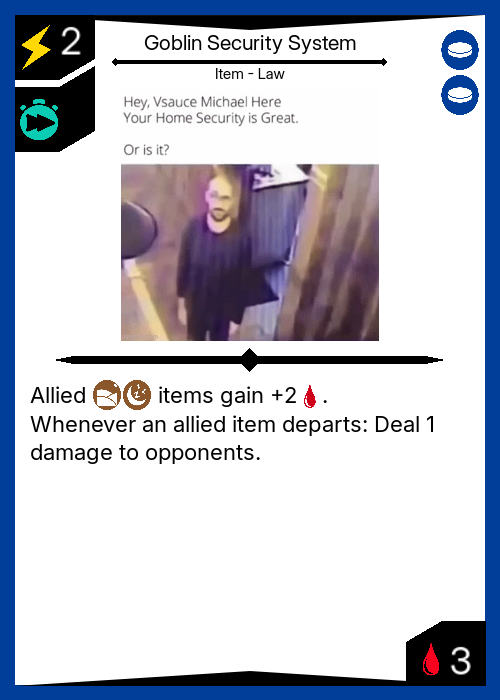 2
Goblin Security System
Item - Law
Hey, Vsauce Michael Here
Your Home Security is Great.
Or is it?
Allied items gain +2 .
Whenever an allied item departs: Deal 1
damage to opponents.
3